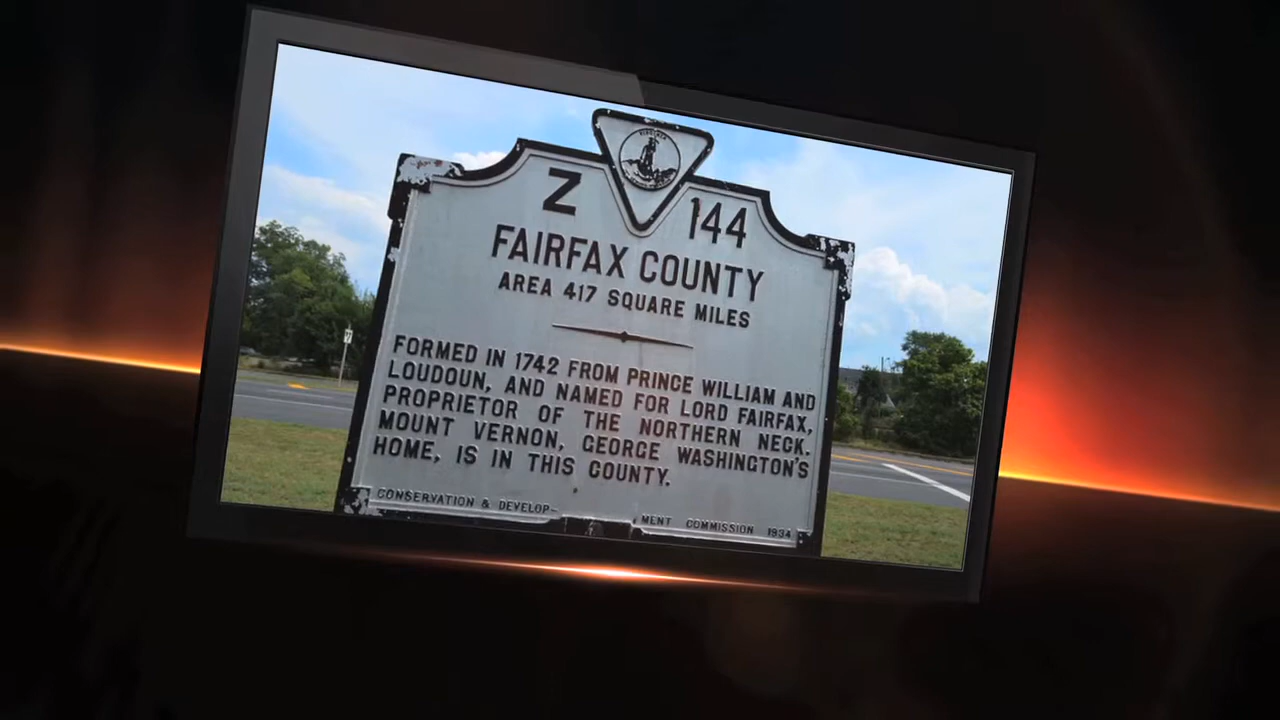 Z 144
FAIRFAX COUNTY
AREA 417 SQUARE MILES
FORMED IN 1742 FROM PRINCE WILLIAM AND
LOUDOUN, AND NAMED FOR LORD FAIRFAX,
PROPRIETOR OF THE NORTHERN NECK.
MOUNT VERNON, GEORGE WASHINGTON'S
HOME, IS IN THIS COUNTY.
CONSERVATION & DEVELOP- MENT COMMISSION 1934